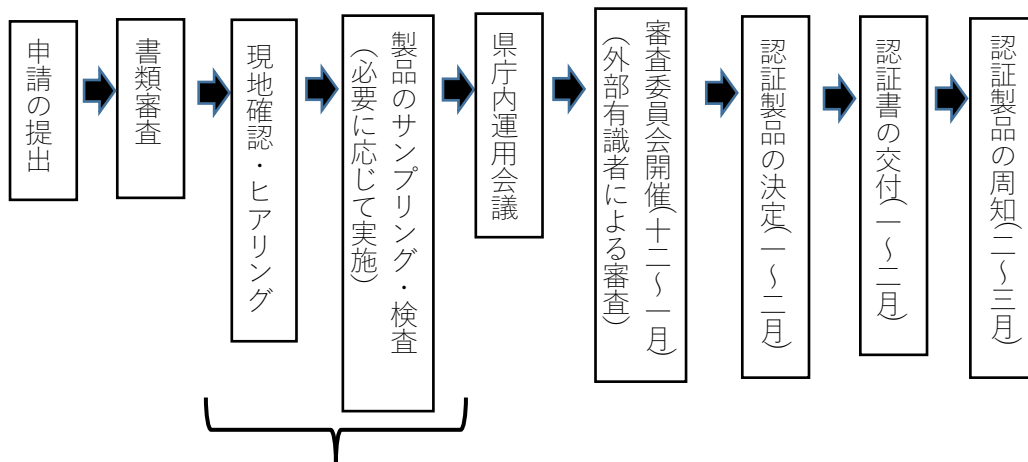 申請の提出
書類審査
現地確認・ヒアリング
製品のサンプリング・検査
(必要に応じて実施)
県庁内運用会議
審査委員会開催(十二～一月)
(外部有識者による審査)
認証製品の決定(一～二月)
認証書の交付(一～二月)
認証製品の周知(二～三月)